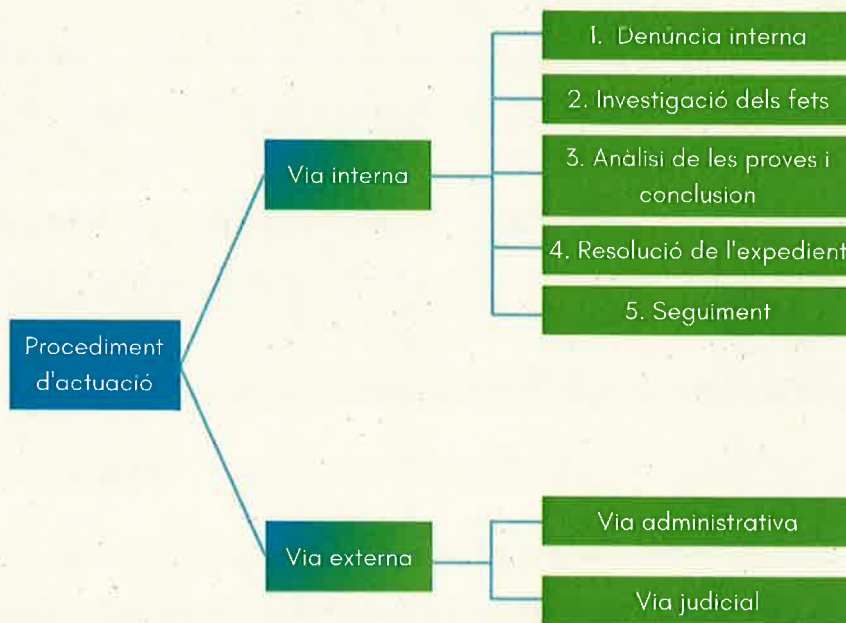 Procediment
d'actuació
Via interna
1. Denúncia interna
2. Investigació dels fets
3. Anàlisi de les proves i
conclusion
4. Resolució de l'expedient
5. Seguiment
Via externa
Via administrativa
Via judicial